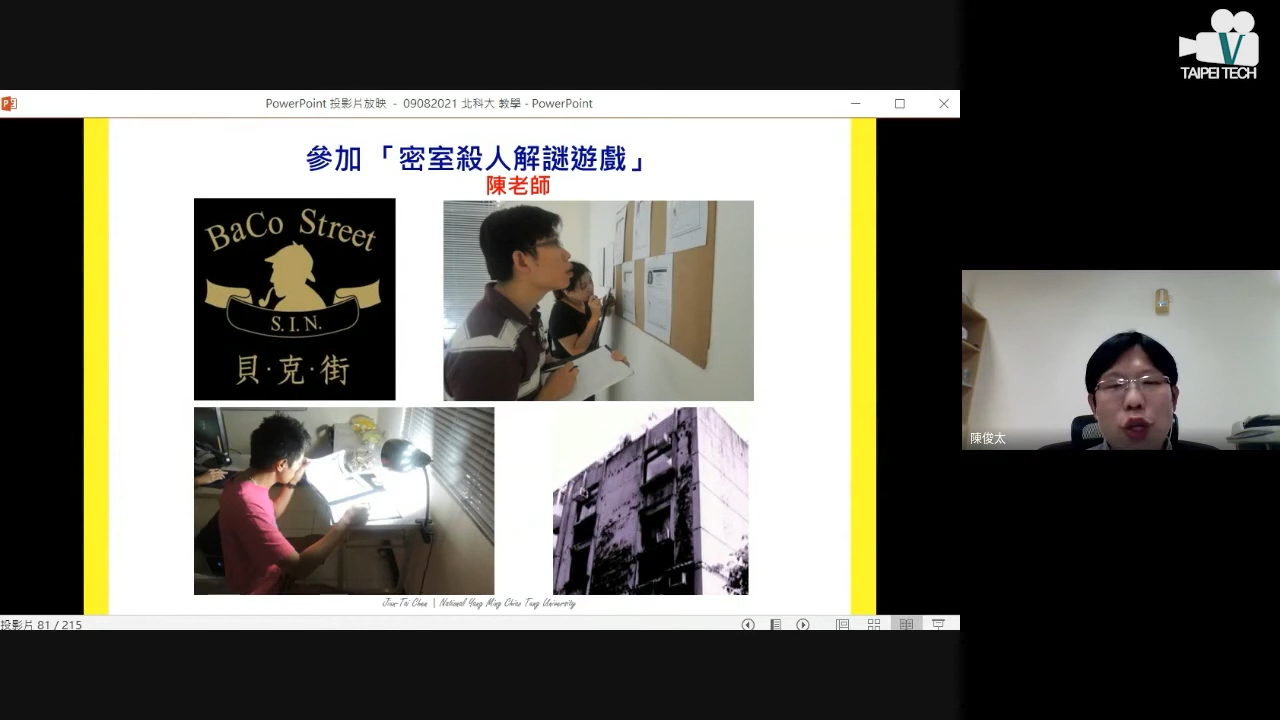 TAIPEI TECH
PowerPoint 投影片放映 - 09082021 北科大 教學 - PowerPoint
參加「密室殺人解謎遊戲」
陳老師
BaCo Street
S.I.N.
貝·克·街
陳俊太
Jiun-Tai Chen | National Yang Ming Chiao Tung University
投影片 81 / 215